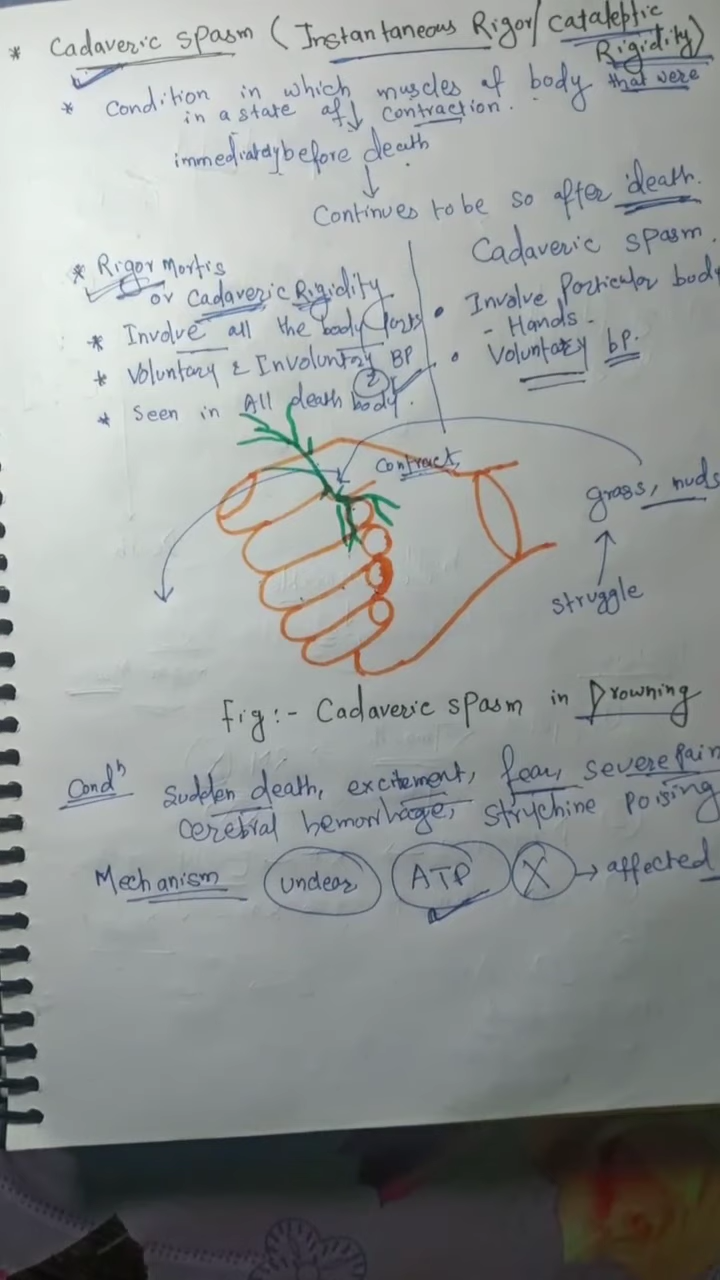 * Cadaveric spasm (Instantaneous Rigor/Cataleptic
Rigidity)
* Condition in which muscles of body that were
in a state of contraction.
immediately before death
Continues to be so after death.
* Rigor Mortis
or Cadaveric Rigidity
* Involve all the body parts
* Voluntary & Involuntary BP
* Seen in All death body.
2
Cadaveric spasm.
• Involve Particular body
- Hands -
• Voluntary bp.
Contract
grass, muds
struggle
Fig:- Cadaveric spasm in Drowning
Condⁿ Sudden death, excitement, fear, severe pain
cerebral hemorrhage, strychine poising
Mechanism unclear ATP X → affected